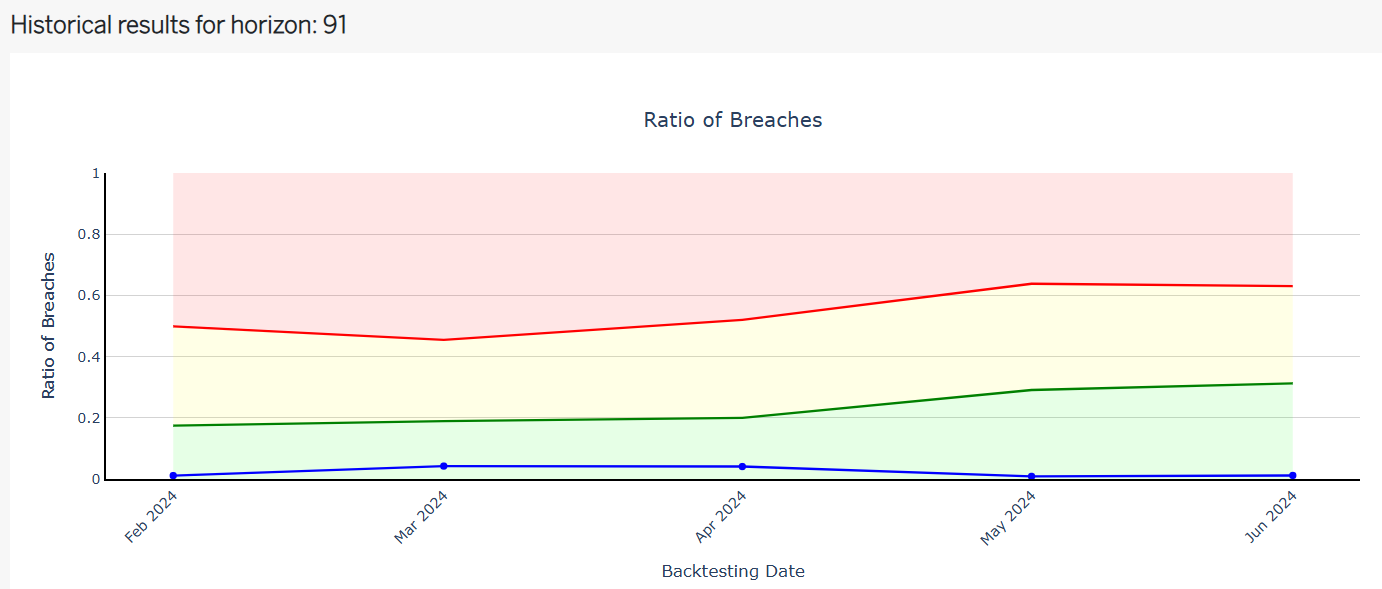 Historical results for horizon: 91
Ratio of Breaches
1
0.8
0.6
0.4
0.2
0
Ratio of Breaches
Feb 2024
Mar 2024
Apr 2024
May 2024
Jun 2024
Backtesting Date